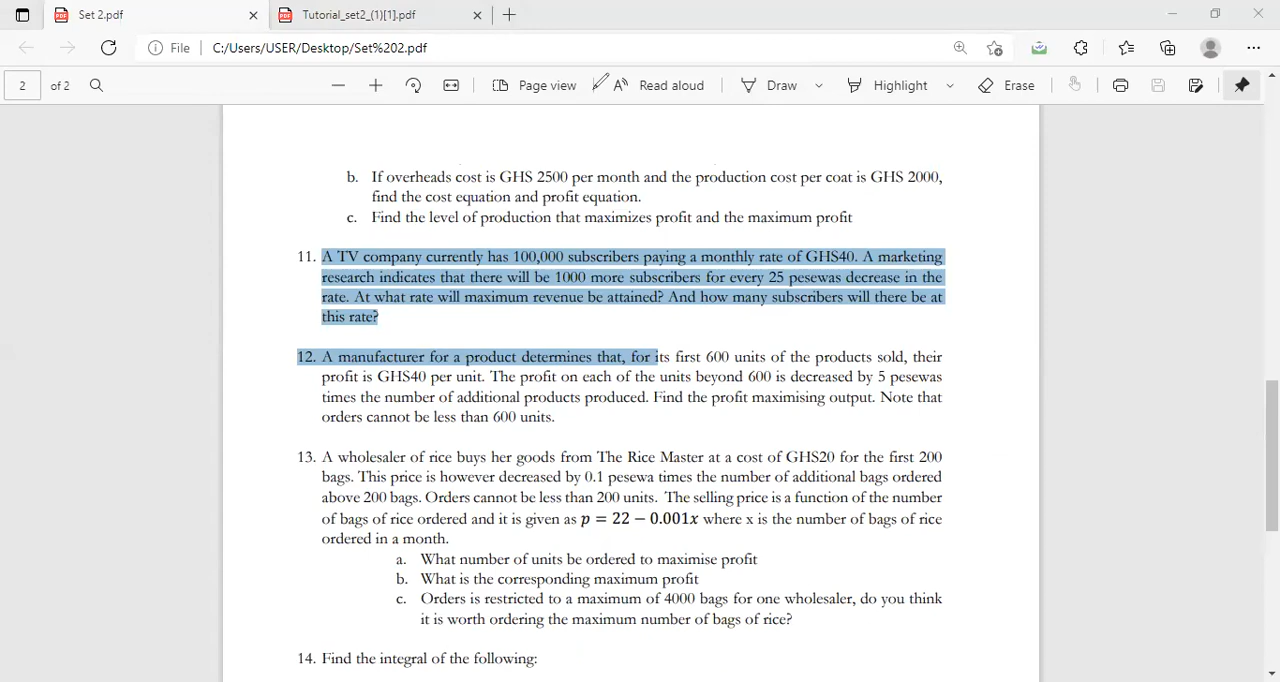 Set 2.pdf
Tutorial_set2_(1)[1].pdf
File
C:/Users/USER/Desktop/Set%202.pdf
2 of 2
Page view
Read aloud
Draw
Highlight
Erase
b. If overheads cost is GHS 2500 per month and the production cost per coat is GHS 2000,
find the cost equation and profit equation.
c. Find the level of production that maximizes profit and the maximum profit
11. A TV company currently has 100,000 subscribers paying a monthly rate of GHS40. A marketing
research indicates that there will be 1000 more subscribers for every 25 pesewas decrease in the
rate. At what rate will maximum revenue be attained? And how many subscribers will there be at
this rate?
12. A manufacturer for a product determines that, for its first 600 units of the products sold, their
profit is GHS40 per unit. The profit on each of the units beyond 600 is decreased by 5 pesewas
times the number of additional products produced. Find the profit maximising output. Note that
orders cannot be less than 600 units.
13. A wholesaler of rice buys her goods from The Rice Master at a cost of GHS20 for the first 200
bags. This price is however decreased by 0.1 pesewa times the number of additional bags ordered
above 200 bags. Orders cannot be less than 200 units. The selling price is a function of the number
of bags of rice ordered and it is given as p = 22 − 0.001x where x is the number of bags of rice
ordered in a month.
a. What number of units be ordered to maximise profit
b. What is the corresponding maximum profit
c. Orders is restricted to a maximum of 4000 bags for one wholesaler, do you think
it is worth ordering the maximum number of bags of rice?
14. Find the integral of the following: